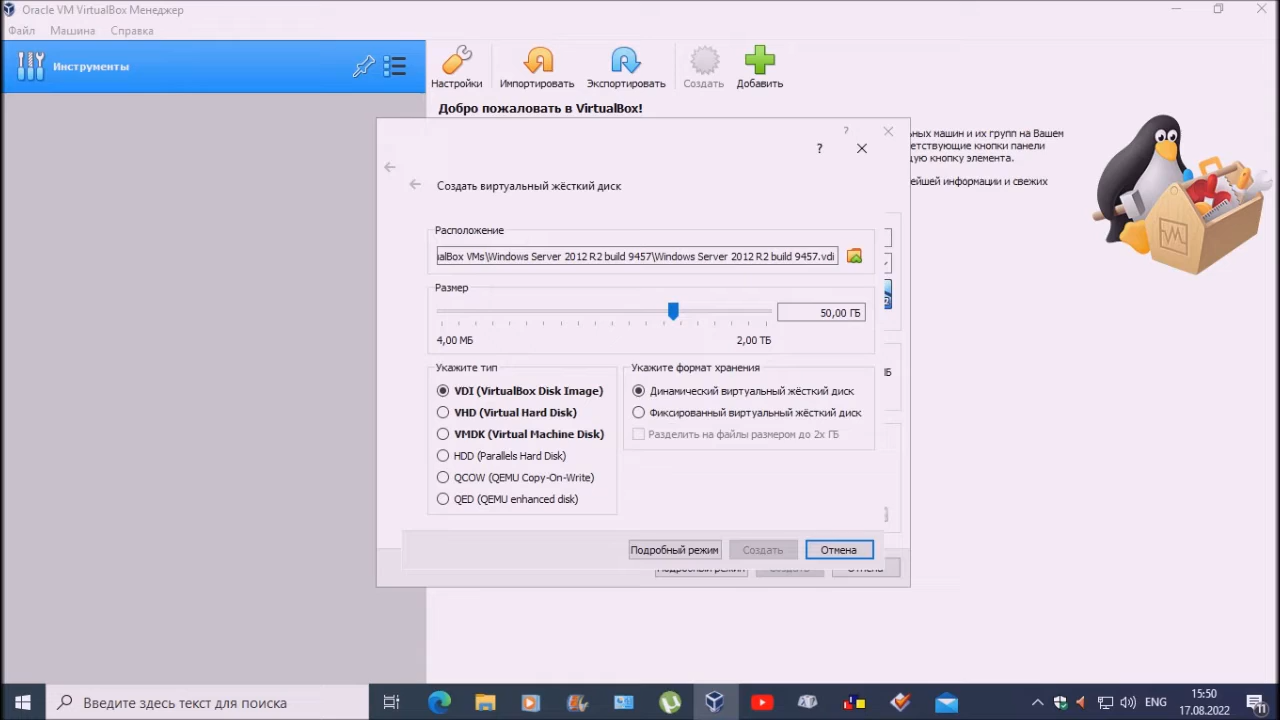 Oracle VM VirtualBox Менеджер
Файл Машина Справка
Инструменты
Настройки Импортировать Экспортировать Создать Добавить
Добро пожаловать в VirtualBox!
ных машин и их групп на Вашем
етствующие кнопки панели
ую кнопку элемента.
ейшей информации и свежих
? 
?
Создать виртуальный жёсткий диск
Расположение
alBox VMs\Windows Server 2012 R2 build 9457\Windows Server 2012 R2 build 9457.vdi
Размер
50,00 ГБ
4,00 МБ 2,00 ТБ
Укажите тип
VDI (VirtualBox Disk Image)
VHD (Virtual Hard Disk)
VMDK (Virtual Machine Disk)
HDD (Parallels Hard Disk)
QCOW (QEMU Copy-On-Write)
QED (QEMU enhanced disk)
Укажите формат хранения
Динамический виртуальный жёсткий диск
Фиксированный виртуальный жёсткий диск
Разделить на файлы размером до 2х ГБ
Подробный режим Создать Отмена
Введите здесь текст для поиска
ENG
15:50
17.08.2022
11